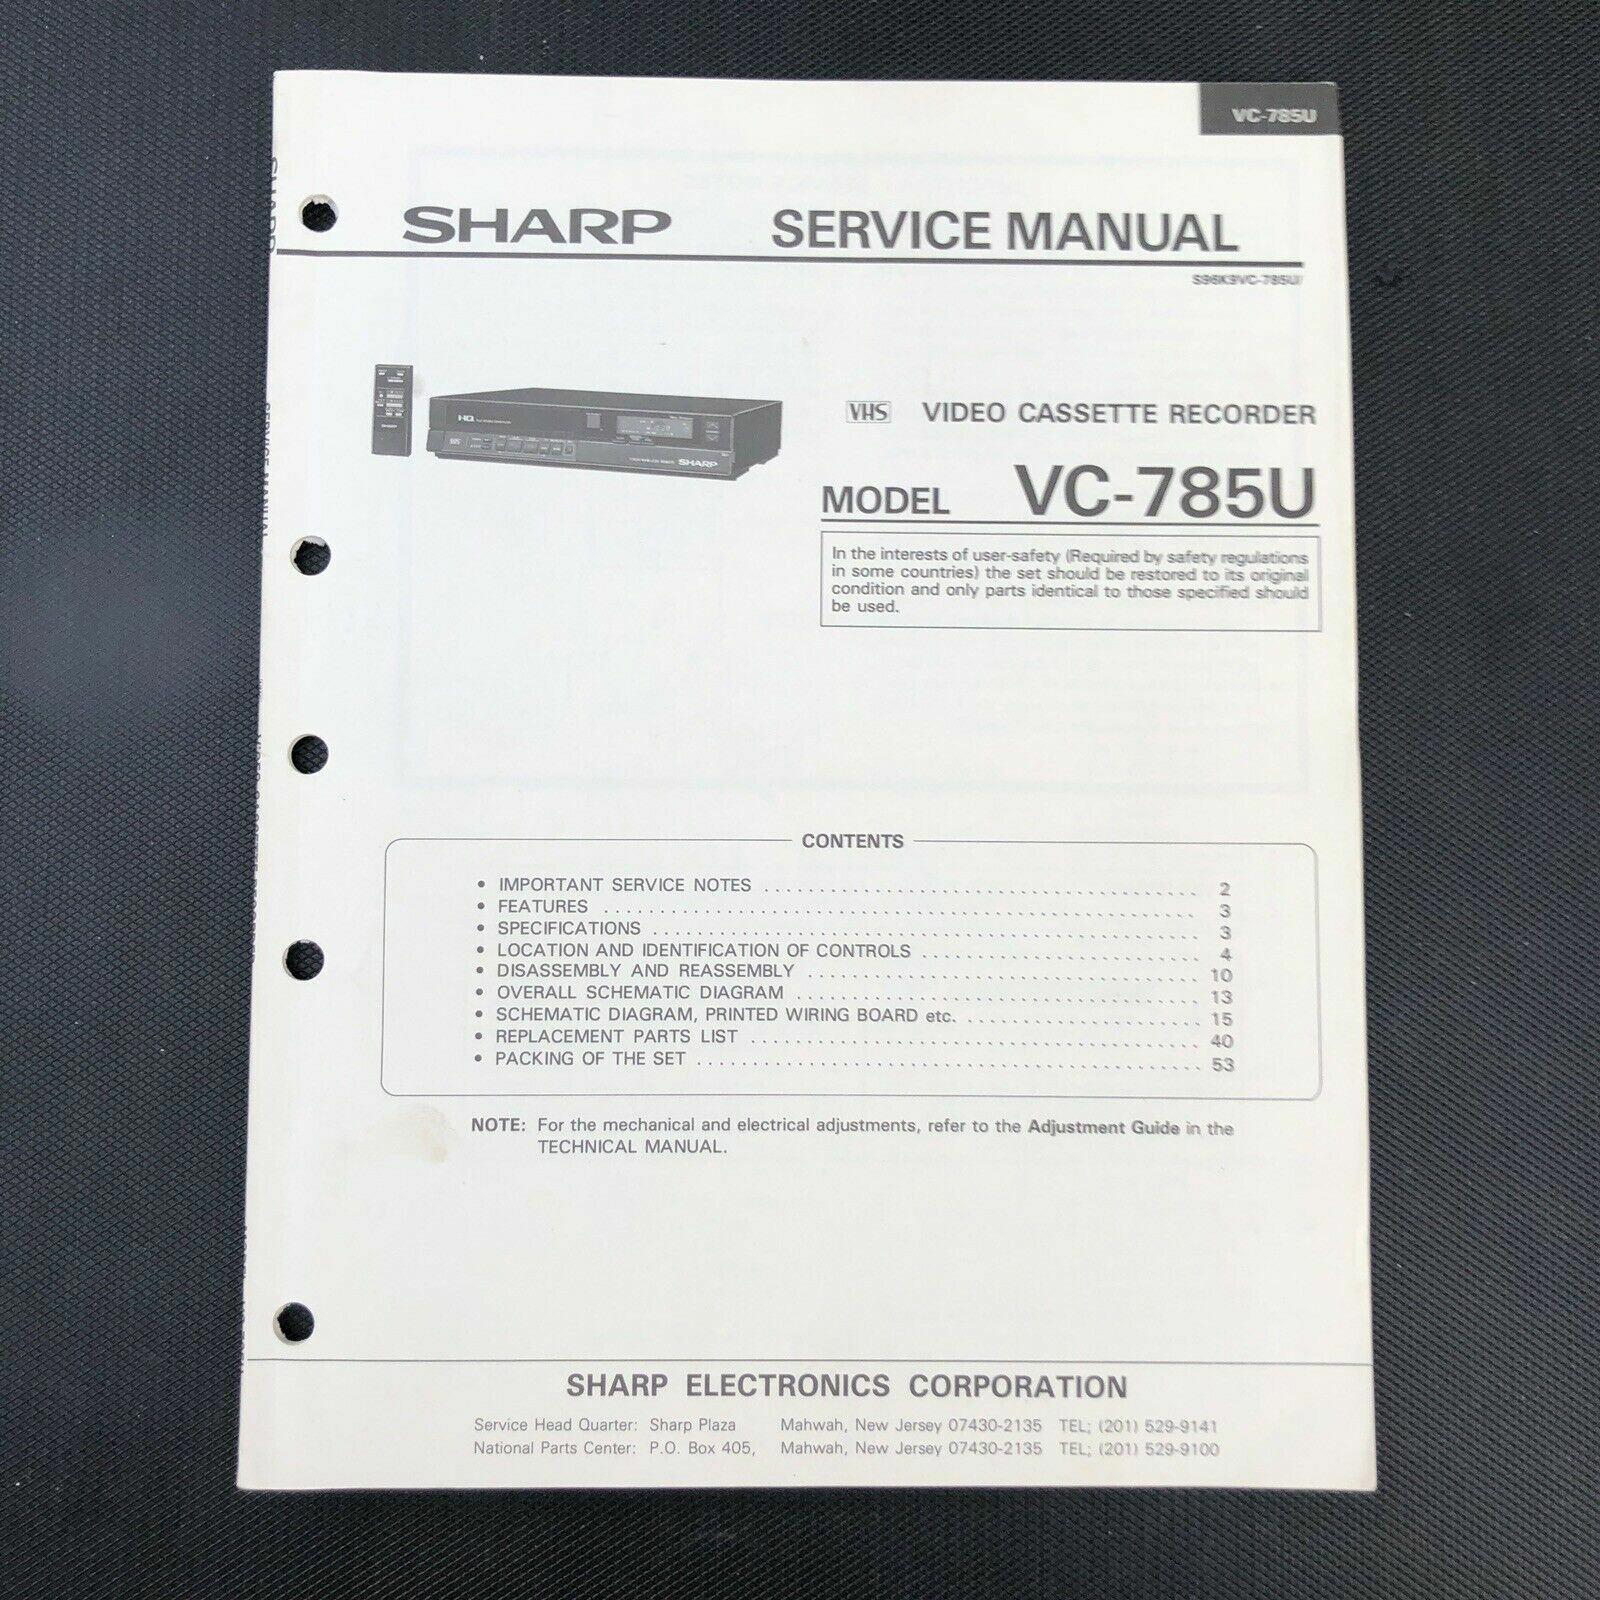 VC-785U
SHARP SERVICE MANUAL
S96K9VC-785U/
HQ
SHARP
SHARP
VHS VIDEO CASSETTE RECORDER
MODEL VC-785U
In the interests of user-safety (Required by safety regulations
in some countries) the set should be restored to its original
condition and only parts identical to those specified should
be used.
CONTENTS
• IMPORTANT SERVICE NOTES . . . . . . . . . . 2
• FEATURES . . . . . . . . . . 3
• SPECIFICATIONS . . . . . . . . . . 3
• LOCATION AND IDENTIFICATION OF CONTROLS . . . . . . . . . . 4
• DISASSEMBLY AND REASSEMBLY . . . . . . . . . . 10
• OVERALL SCHEMATIC DIAGRAM . . . . . . . . . . 13
• SCHEMATIC DIAGRAM, PRINTED WIRING BOARD etc. . . . . . . . . . . 15
• REPLACEMENT PARTS LIST . . . . . . . . . . 40
• PACKING OF THE SET . . . . . . . . . . 53
NOTE: For the mechanical and electrical adjustments, refer to the Adjustment Guide in the
TECHNICAL MANUAL.
SHARP ELECTRONICS CORPORATION
Service Head Quarter: Sharp Plaza Mahwah, New Jersey 07430-2135 TEL; (201) 529-9141
National Parts Center: P.O. Box 405, Mahwah, New Jersey 07430-2135 TEL; (201) 529-9100